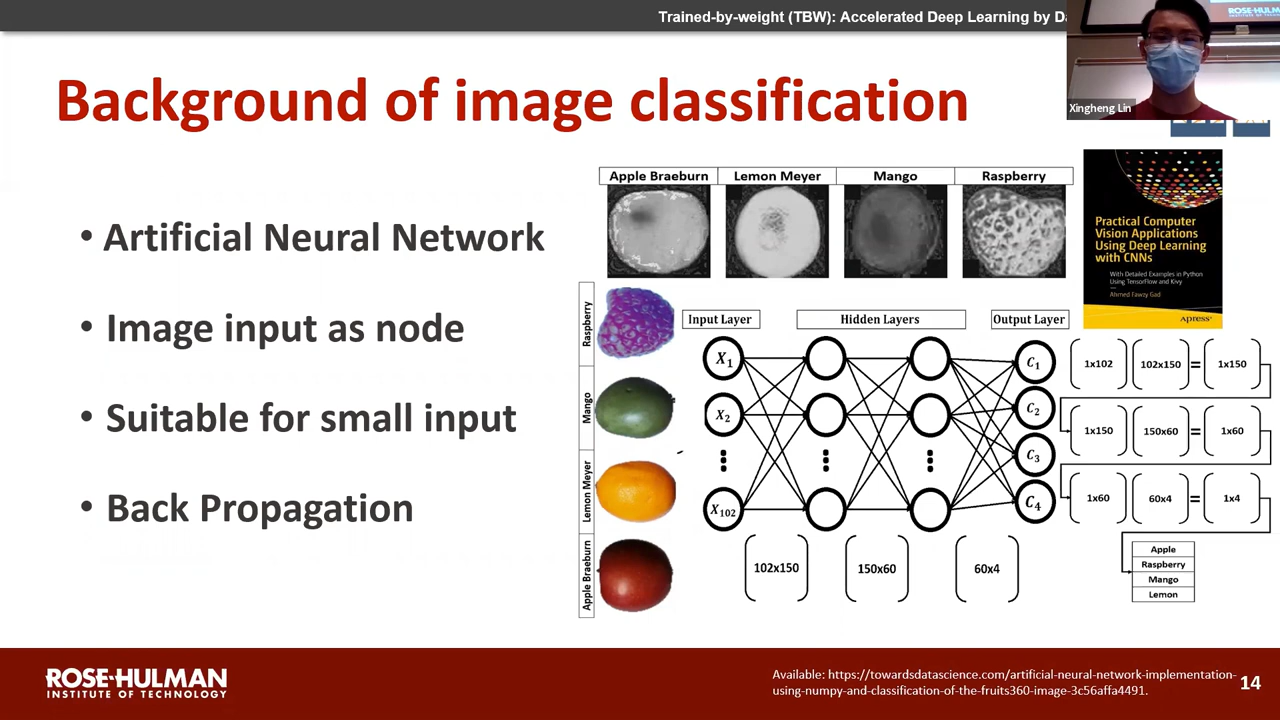 Trained-by-weight (TBW): Accelerated Deep Learning by
ROSE-HULMAN
Xingheng Lin
Background of image classification
• Artificial Neural Network
• Image input as node
• Suitable for small input
• Back Propagation
Apple Braeburn Lemon Meyer Mango Raspberry
Raspberry
Mango
Lemon Meyer
Apple Braeburn
Practical Computer
Vision Applications
Using Deep Learning
with CNNs
With Detailed Examples in Python
Using TensorFlow and Kivy
Ahmed Fawzy Gad
Apress®
Input Layer Hidden Layers Output Layer
X1
X2
X102
C1
C2
C3
C4
102x150 150x60 60x4
1x102 102x150 = 1x150
1x150 150x60 = 1x60
1x60 60x4 = 1x4
Apple
Raspberry
Mango
Lemon
ROSE-HULMAN
INSTITUTE OF TECHNOLOGY
Available: https://towardsdatascience.com/artificial-neural-network-implementation-
using-numpy-and-classification-of-the-fruits360-image-3c56affa4491.
14